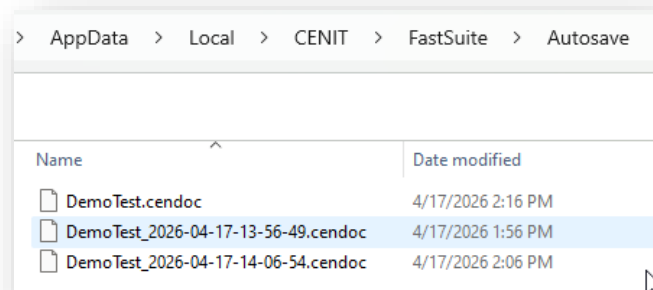 > AppData > Local > CENIT > FastSuite > Autosave
Name Date modified
DemoTest.cendoc 4/17/2026 2:16 PM
DemoTest_2026-04-17-13-56-49.cendoc 4/17/2026 1:56 PM
DemoTest_2026-04-17-14-06-54.cendoc 4/17/2026 2:06 PM